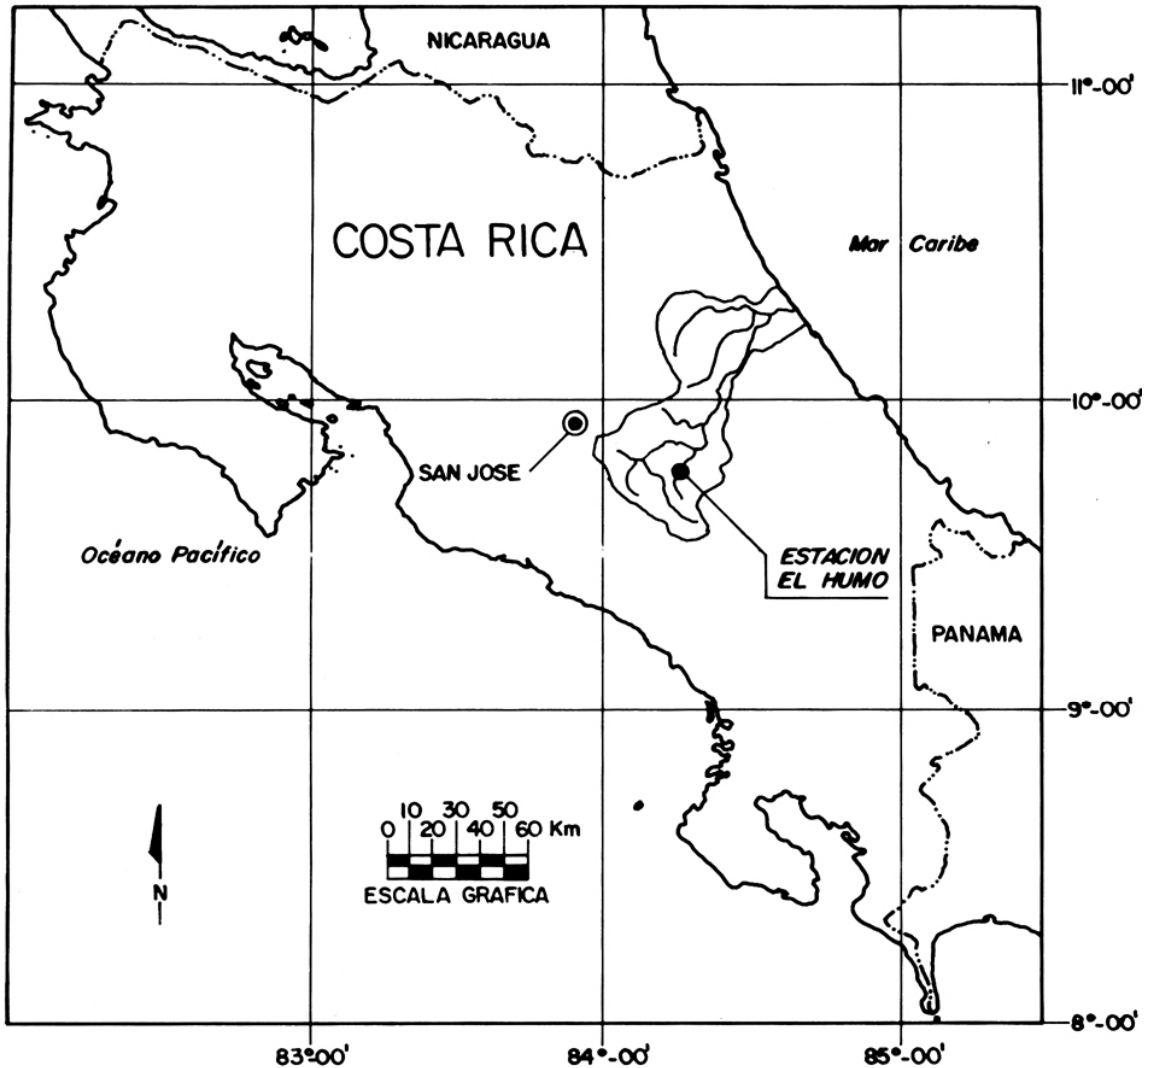 NICARAGUA
11°-00'
COSTA RICA
Mar Caribe
10°-00'
SAN JOSE
Océano Pacífico
ESTACION
EL HUMO
PANAMA
9°-00'
10 30 50
0 20 40 60 Km
ESCALA GRAFICA
N
8°-00'
83°-00' 84°-00' 85°-00'